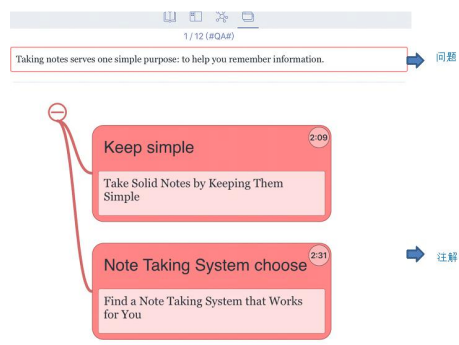 1 / 12 (#QA#)
Taking notes serves one simple purpose: to help you remember information.
问题
Keep simple
2:09
Take Solid Notes by Keeping Them
Simple
Note Taking System choose
2:31
注解
Find a Note Taking System that Works
for You